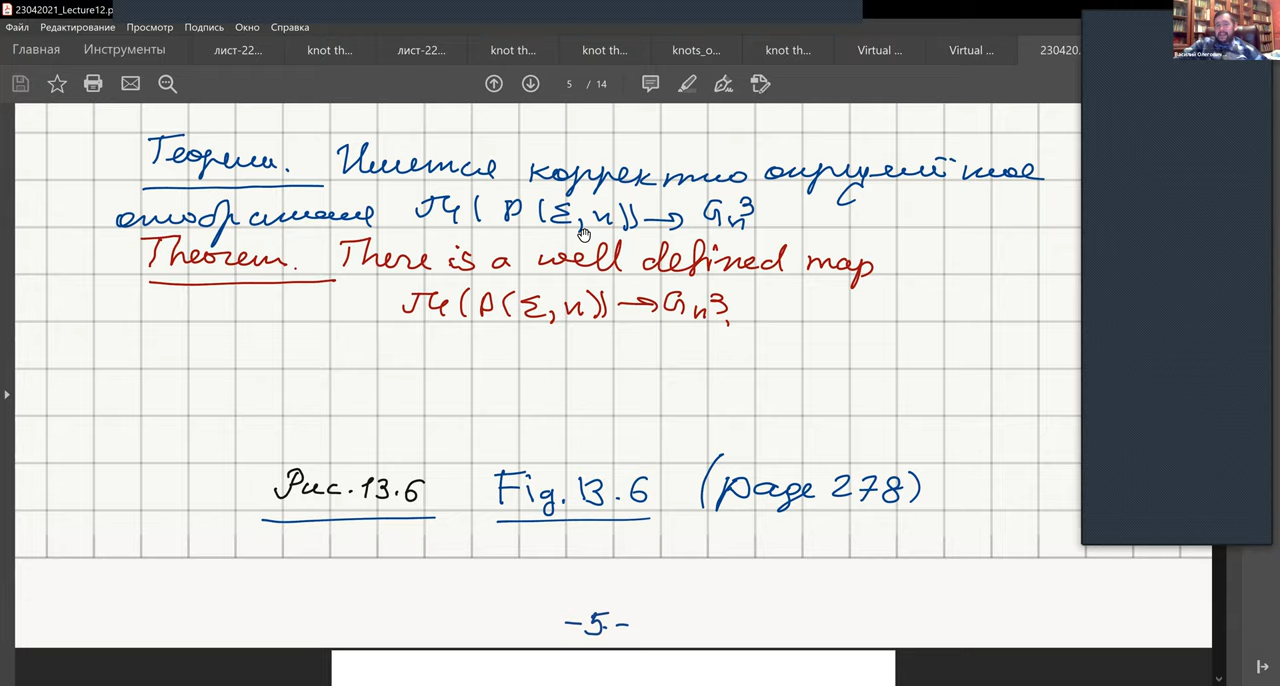 23042021_Lecture12.p
Файл Редактирование Просмотр Подпись Окно Справка
Главная Инструменты лист-22... knot th... лист-22... knot th... knot th... knots_o... knot th... Virtual ... Virtual ... 230420.
5 / 14
Теорема. Имеется корректно определённое
отображение π₁(P(Σ,n)) → Gₙ³
Theorem. There is a well defined map
π₁(P(Σ,n)) → Gₙ³.
Рис.13.6 Fig.13.6 (page 278)
-5-